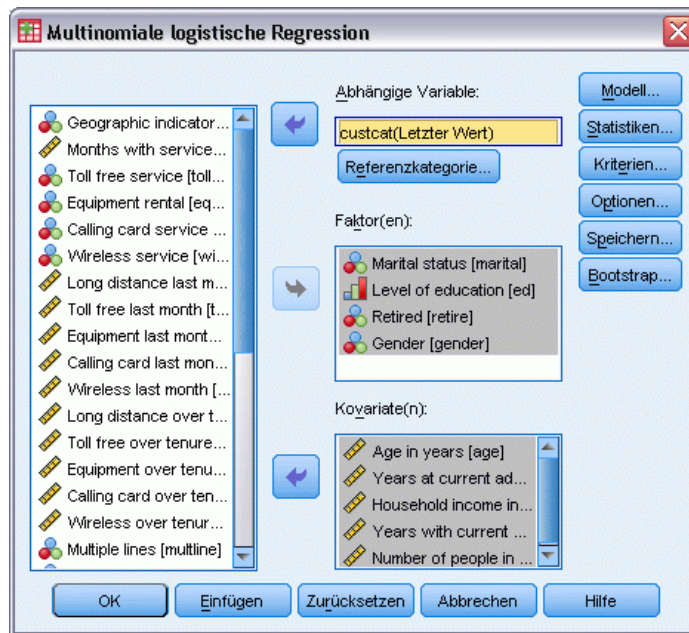 Multinomiale logistische Regression
Geographic indicator...
Months with service...
Toll free service [toll...
Equipment rental [eq...
Calling card service ...
Wireless service [wi...
Long distance last m...
Toll free last month [t...
Equipment last mont...
Calling card last mon...
Wireless last month [...
Long distance over t...
Toll free over tenure...
Equipment over tenu...
Calling card over ten...
Wireless over tenur...
Multiple lines [multline]
Abhängige Variable:
custcat(Letzter Wert)
Referenzkategorie...
Faktor(en):
Marital status [marital]
Level of education [ed]
Retired [retire]
Gender [gender]
Kovariate(n):
Age in years [age]
Years at current ad...
Household income in...
Years with current ...
Number of people in ...
Modell...
Statistiken...
Kriterien...
Optionen...
Speichern...
Bootstrap...
OK
Einfügen
Zurücksetzen
Abbrechen
Hilfe